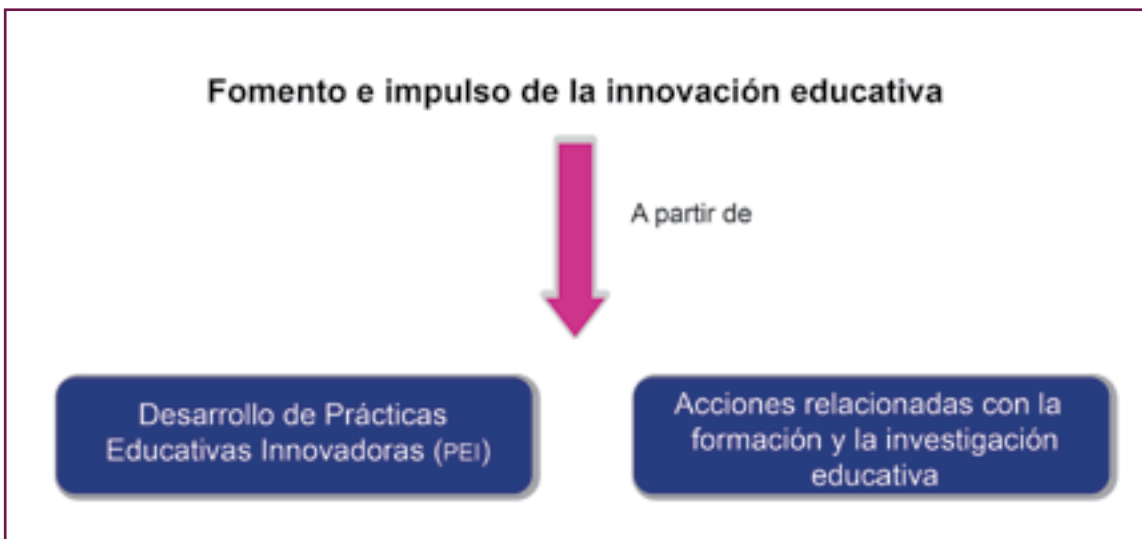 Fomento e impulso de la innovación educativa
A partir de
Desarrollo de Prácticas
Educativas Innovadoras (PEI)
Acciones relacionadas con la
formación y la investigación
educativa